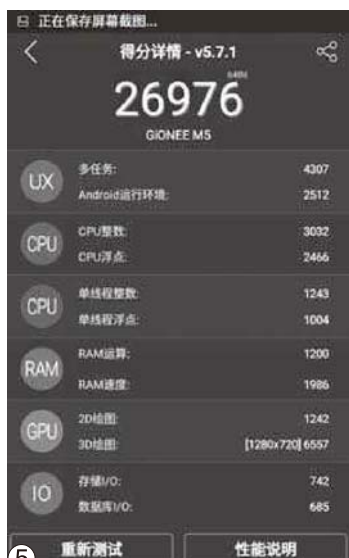 正在保存屏幕截图...
得分详情 - v5.7.1
26976
64Bit
GIONEE M5
UX
多任务: 4307
Android运行环境: 2512
CPU
CPU整数: 3032
CPU浮点: 2466
CPU
单线程整数: 1243
单线程浮点: 1004
RAM
RAM运算: 1200
RAM速度: 1986
GPU
2D绘图: 1242
3D绘图: [1280x720] 6557
IO
存储I/O: 742
数据库I/O: 685
重新测试 性能说明
⑤